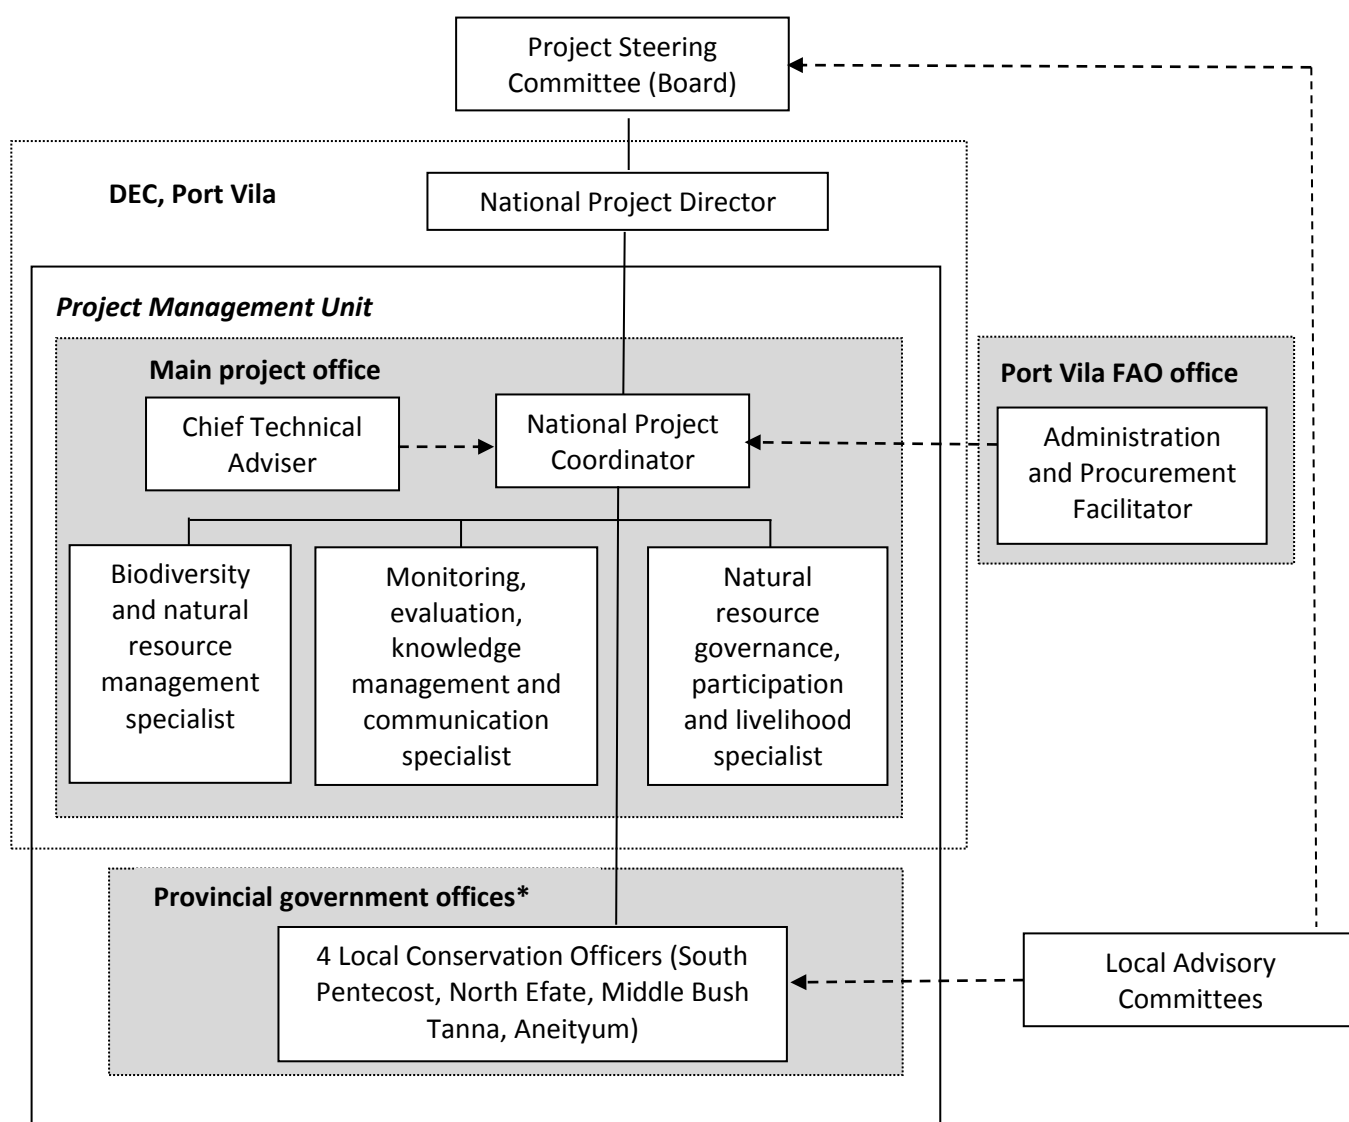 Project Steering
Committee (Board)
DEC, Port Vila
National Project Director
Project Management Unit
Main project office
Port Vila FAO office
Chief Technical
Adviser
National Project
Coordinator
Administration
and Procurement
Facilitator
Biodiversity
and natural
resource
management
specialist
Monitoring,
evaluation,
knowledge
management and
communication
specialist
Natural
resource
governance,
participation
and livelihood
specialist
Provincial government offices*
4 Local Conservation Officers (South
Pentecost, North Efate, Middle Bush
Tanna, Aneityum)
Local Advisory
Committees